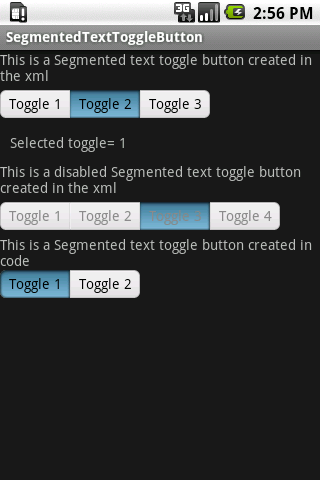 3G 2:56 PM
SegmentedTextToggleButton
This is a Segmented text toggle button created in
the xml
Toggle 1 Toggle 2 Toggle 3
Selected toggle= 1
This is a disabled Segmented text toggle button
created in the xml
Toggle 1 Toggle 2 Toggle 3 Toggle 4
This is a Segmented text toggle button created in
code
Toggle 1 Toggle 2